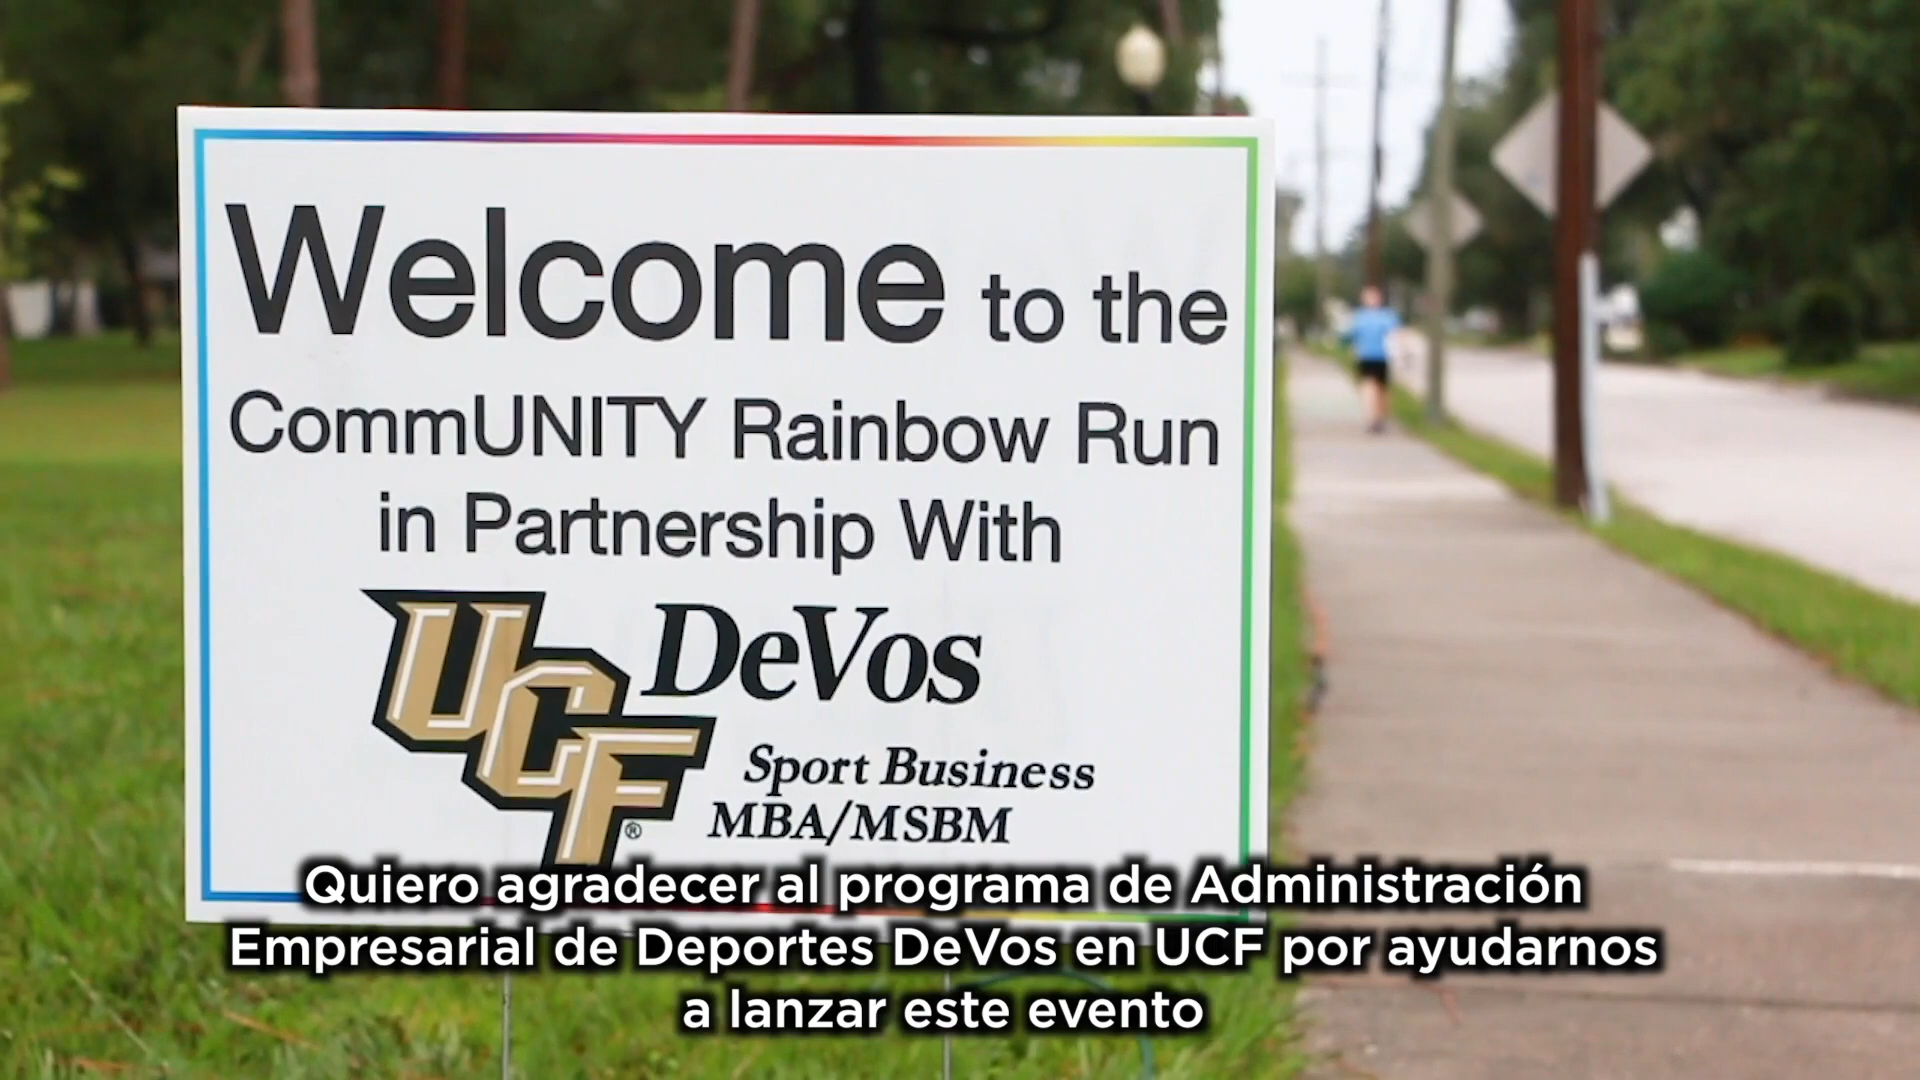 Welcome to the
CommUNITY Rainbow Run
in Partnership With
UCF DeVos
Sport Business
MBA/MSBM
®
Quiero agradecer al programa de Administración
Empresarial de Deportes DeVos en UCF por ayudarnos
a lanzar este evento